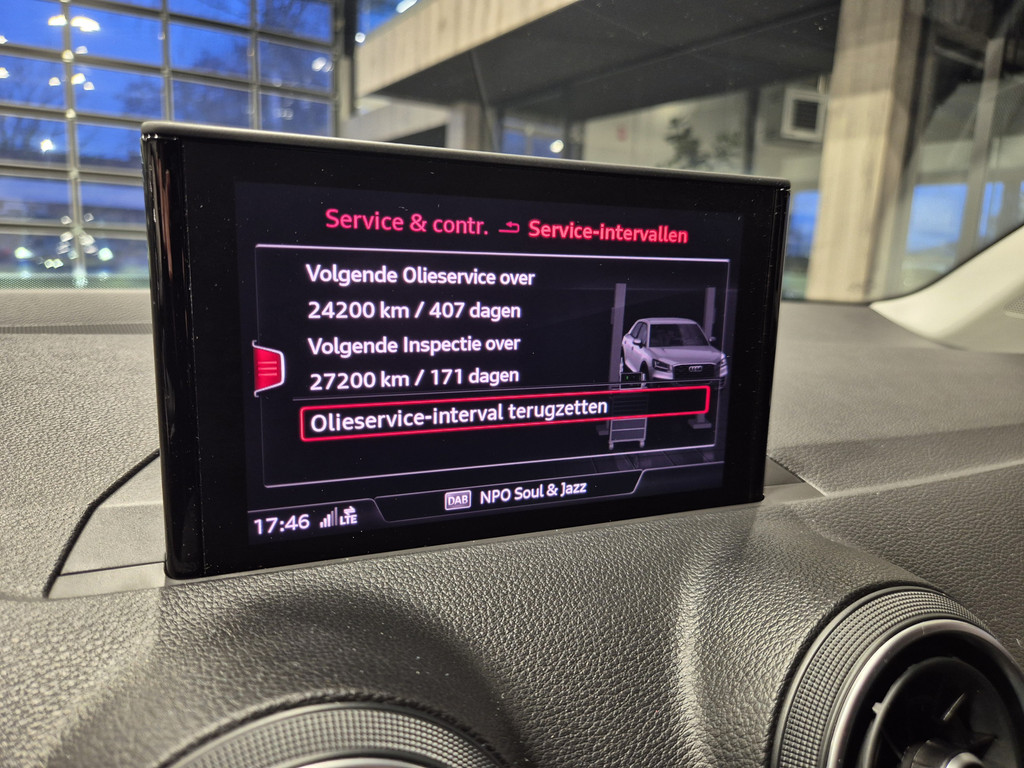 Service & contr. Service-intervallen
Volgende Olieservice over
24200 km / 407 dagen
Volgende Inspectie over
27200 km / 171 dagen
Olieservice-interval terugzetten
DAB NPO Soul & Jazz
17:46 LTE